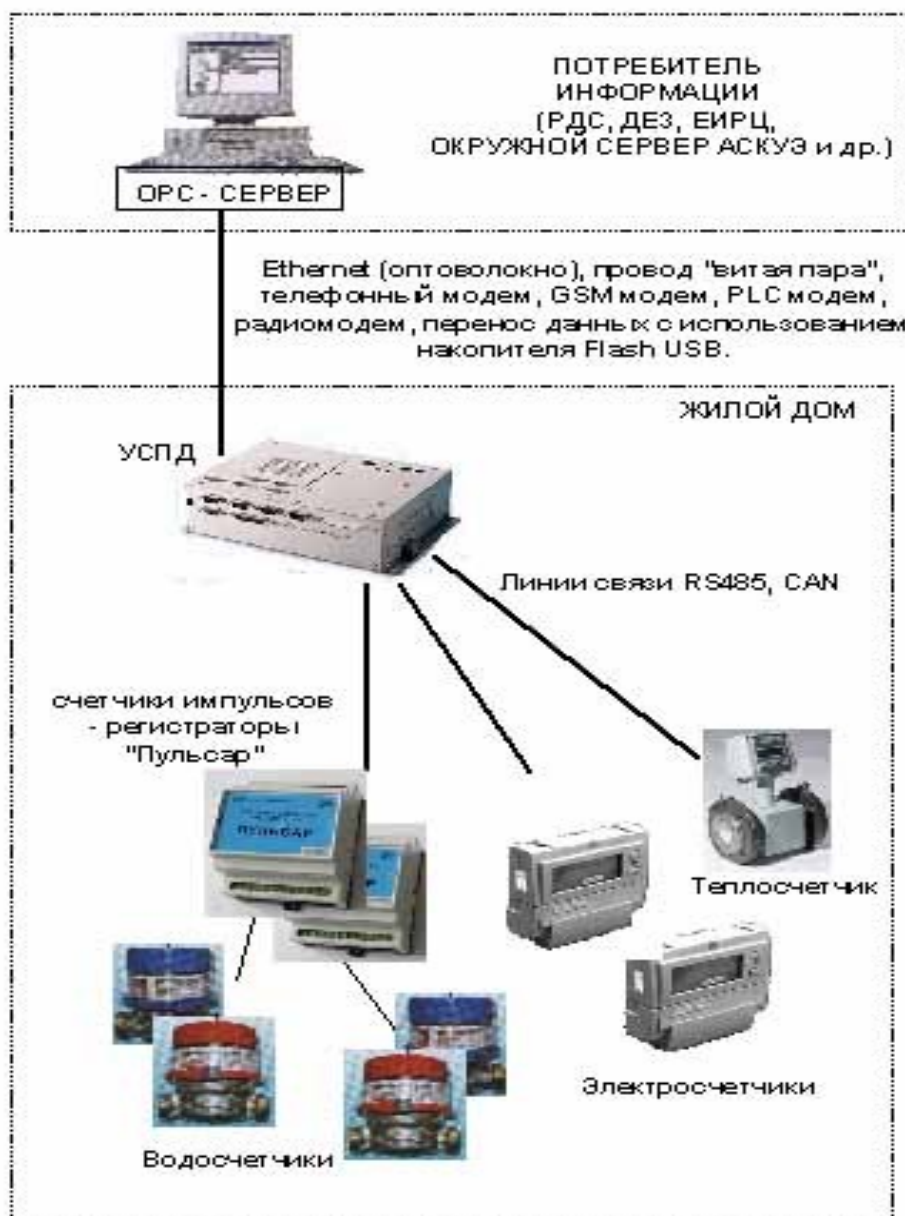 ПОТРЕБИТЕЛЬ
ИНФОРМАЦИИ
(РДС, ДЕЗ, ЕИРЦ,
ОКРУЖНОЙ СЕРВЕР АСКУЭ и др.)
OPC - СЕРВЕР
Ethernet (оптоволокно), провод "витая пара",
телефонный модем, GSM модем, PLC модем,
радиомодем, перенос данных с использованием
накопителя Flash USB.
ЖИЛОЙ ДОМ
УСПД
Линии связи RS485, CAN
счетчики импульсов
- регистраторы
"Пульсар"
ПУЛЬСАР
Теплосчетчик
Электросчетчики
Водосчетчики